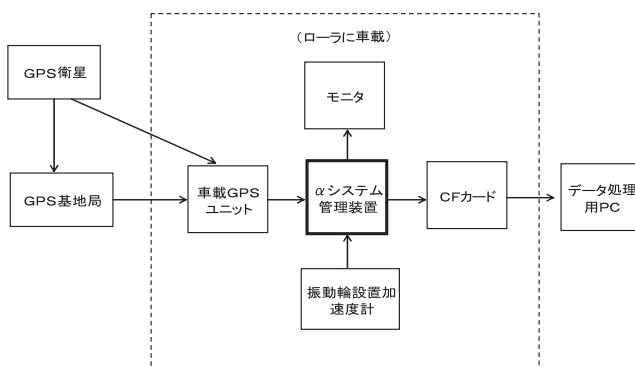 （ローラに車載）
GPS衛星
モニタ
GPS基地局
車載GPS
ユニット
αシステム
管理装置
CFカード
データ処理
用PC
振動輪設置加
速度計